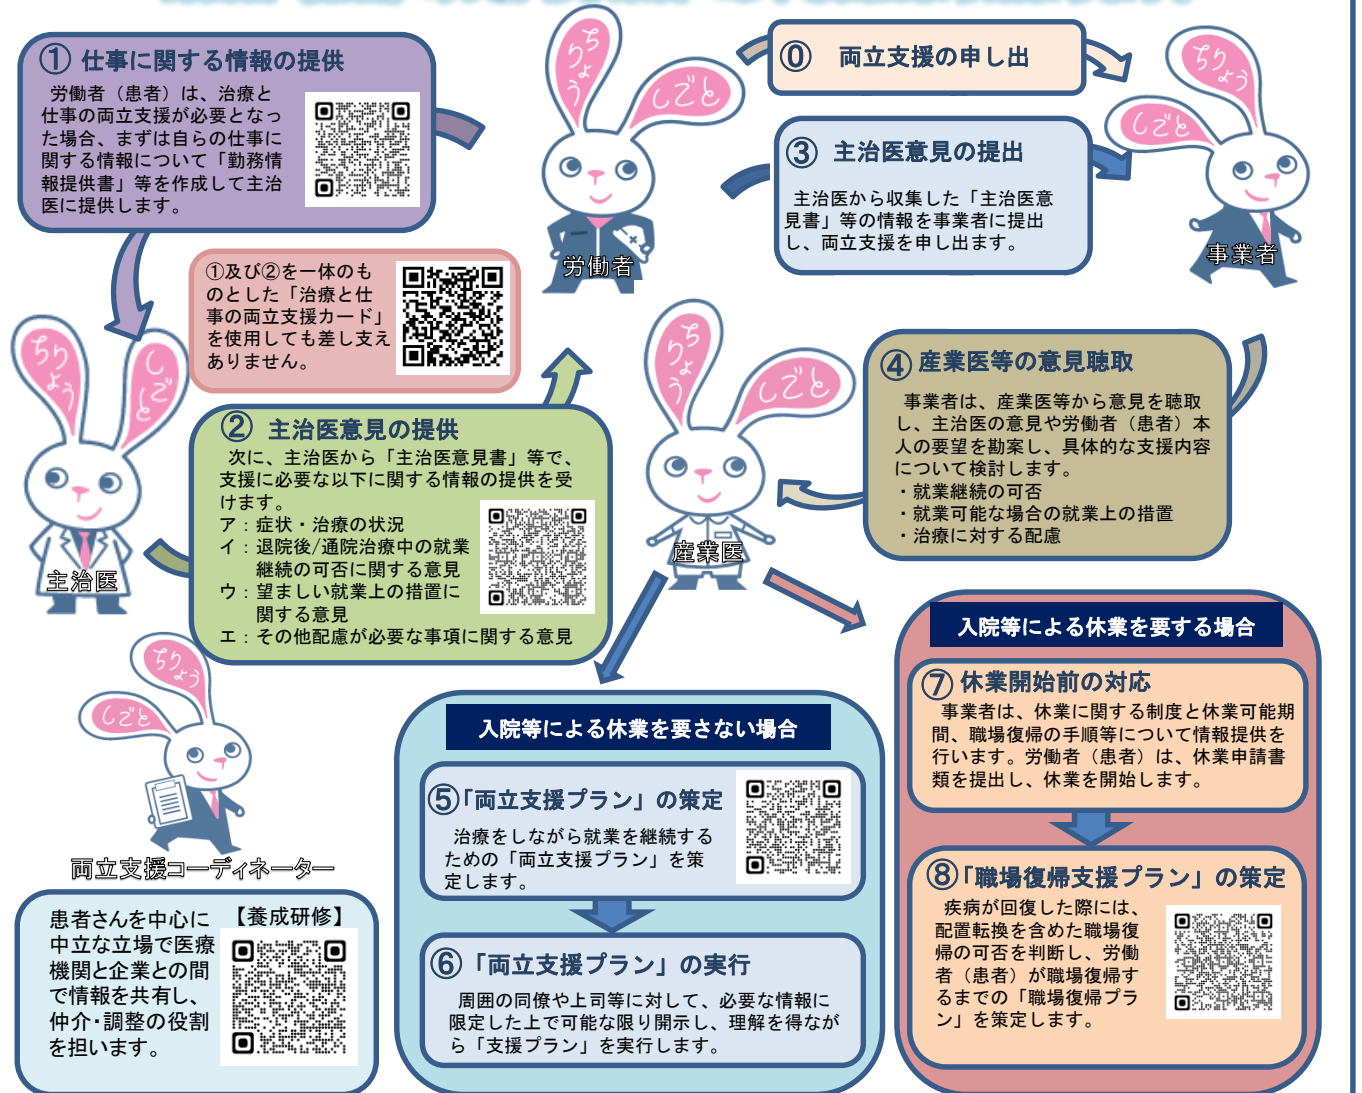 ⓪ 両立支援の申し出
① 仕事に関する情報の提供
労働者（患者）は、治療と
仕事の両立支援が必要となっ
た場合、まずは自らの仕事に
関する情報について「勤務情
報提供書」等を作成して主治
医に提供します。
ちりょう
しごと
労働者
ちりょう
しごと
事業者
③ 主治医意見の提出
主治医から収集した「主治医意
見書」等の情報を事業者に提出
し、両立支援を申し出ます。
①及び②を一体のも
のとした「治療と仕
事の両立支援カード」
を使用しても差し支え
ありません。
ちりょう
しごと
主治医
② 主治医意見の提供
次に、主治医から「主治医意見書」等で、
支援に必要な以下に関する情報の提供を受
けます。
ア：症状・治療の状況
イ：退院後/通院治療中の就業
継続の可否に関する意見
ウ：望ましい就業上の措置に
関する意見
エ：その他配慮が必要な事項に関する意見
ちりょう
しごと
産業医
④ 産業医等の意見聴取
事業者は、産業医等から意見を聴取
し、主治医の意見や労働者（患者）本
人の要望を勘案し、具体的な支援内容
について検討します。
・就業継続の可否
・就業可能な場合の就業上の措置
・治療に対する配慮
ちりょう
しごと
両立支援コーディネーター
患者さんを中心に
中立な立場で医療
機関と企業との間
で情報を共有し、
仲介・調整の役割
を担います。
【養成研修】
入院等による休業を要さない場合
⑤「両立支援プラン」の策定
治療をしながら就業を継続する
ための「両立支援プラン」を策
定します。
⑥「両立支援プラン」の実行
周囲の同僚や上司等に対して、必要な情報に
限定した上で可能な限り開示し、理解を得なが
ら「支援プラン」を実行します。
入院等による休業を要する場合
⑦ 休業開始前の対応
事業者は、休業に関する制度と休業可能期
間、職場復帰の手順等について情報提供を
行います。労働者（患者）は、休業申請書
類を提出し、休業を開始します。
⑧「職場復帰支援プラン」の策定
疾病が回復した際には、
配置転換を含めた職場復
帰の可否を判断し、労働
者（患者）が職場復帰す
るまでの「職場復帰プラ
ン」を策定します。